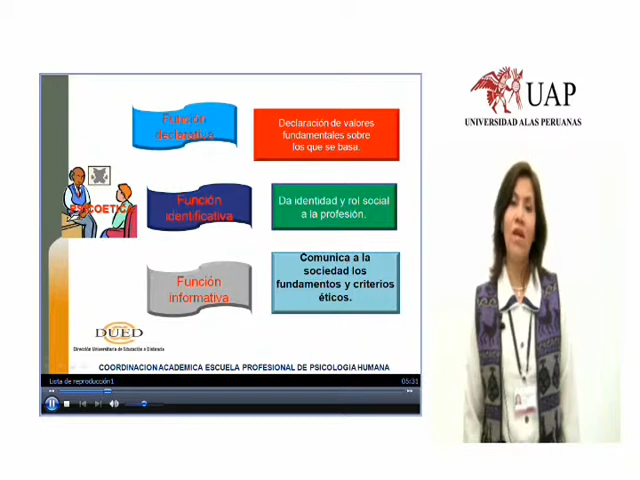 Función
declarativa
Declaración de valores
fundamentales sobre
los que se basa.
PSICOETICA
Función
identificativa
Da identidad y rol social
a la profesión.
Función
informativa
Comunica a la
sociedad los
fundamentos y criterios
éticos.
DUED
Dirección Universitaria de Educación a Distancia
COORDINACION ACADEMICA ESCUELA PROFESIONAL DE PSICOLOGIA HUMANA
Lista de reproducción1
05:31
UAP
UNIVERSIDAD ALAS PERUANAS